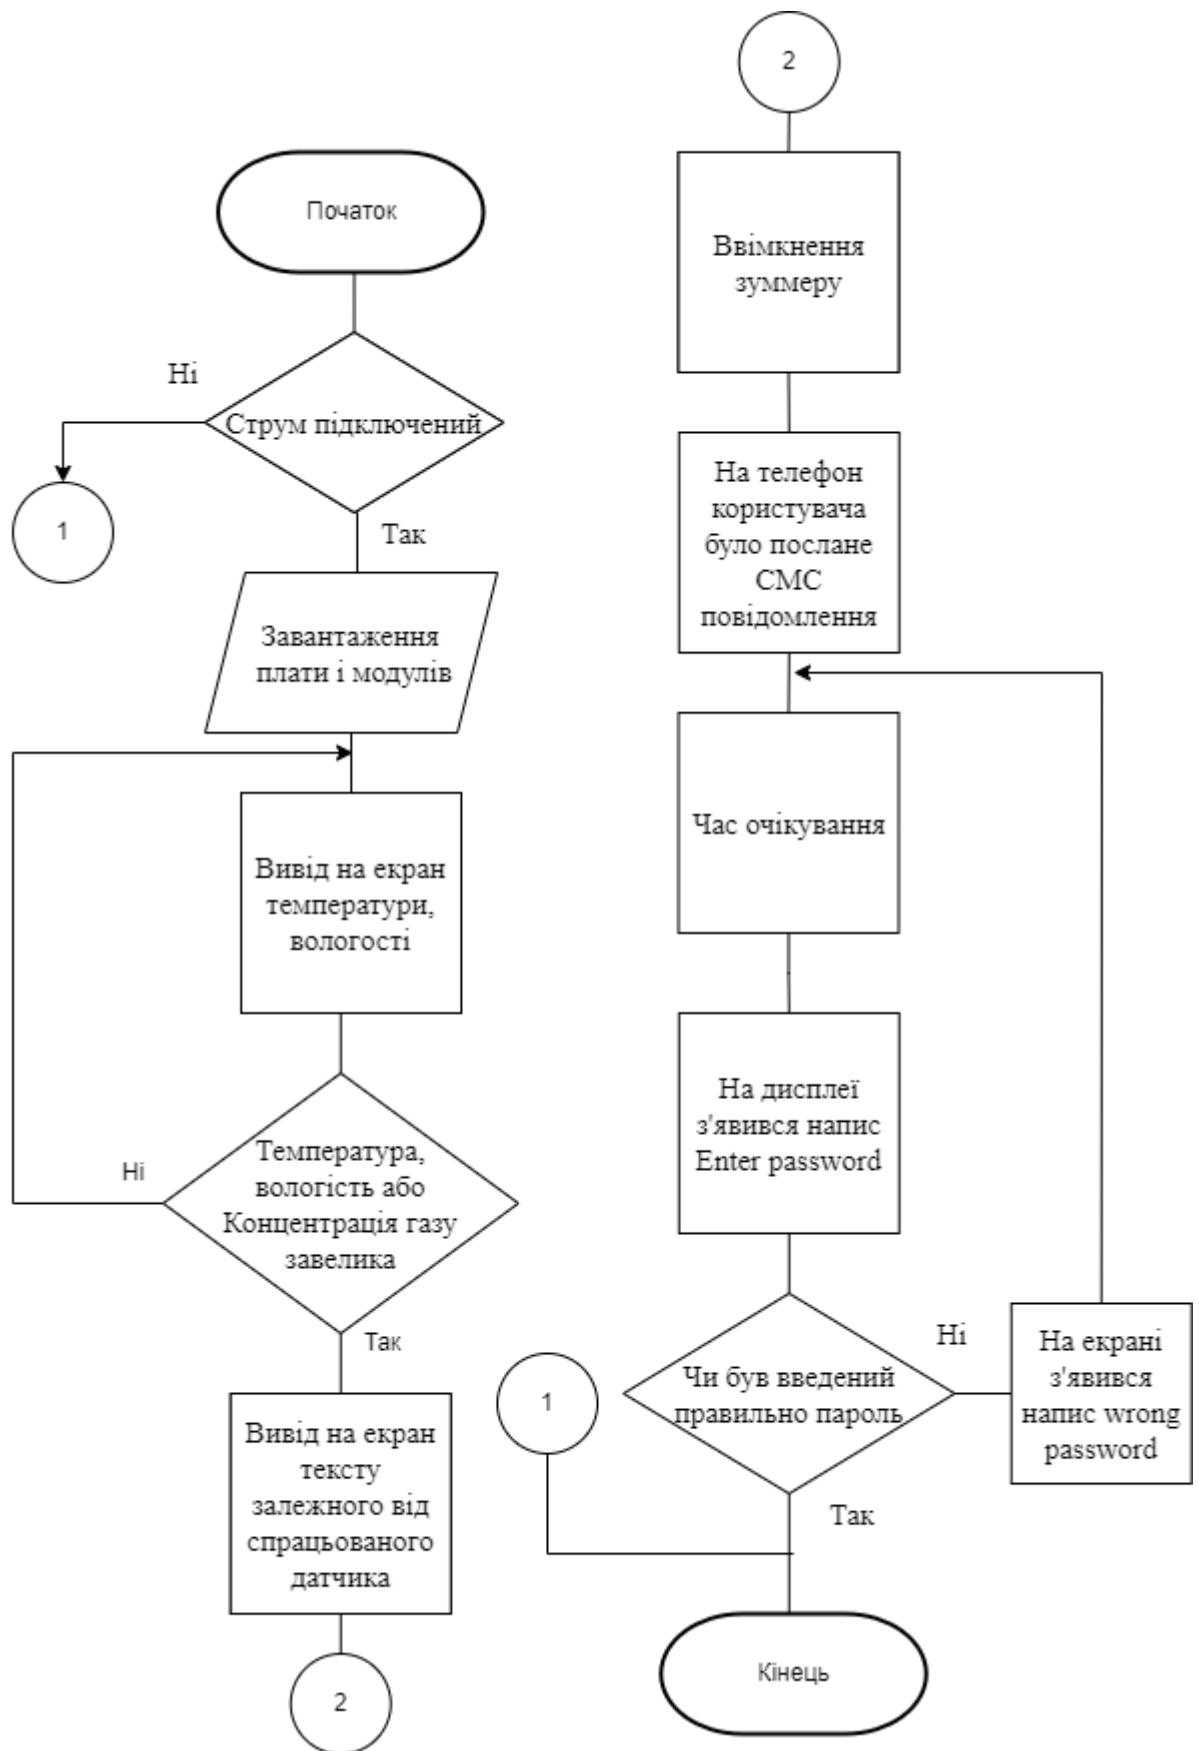 Початок
Ні
Струм підключений
1
Так
Завантаження
плати і модулів
Вивід на екран
температури,
вологості
Ні
Температура,
вологість або
Концентрація газу
завелика
Так
Вивід на екран
тексту
залежного від
спрацьованого
датчика
2
2
Ввімкнення
зуммеру
На телефон
користувача
було послане
СМС
повідомлення
Час очікування
На дисплеї
з'явився напис
Enter password
Ні
Чи був введений
правильно пароль
На екрані
з'явився
напис wrong
password
1
Так
Кінець